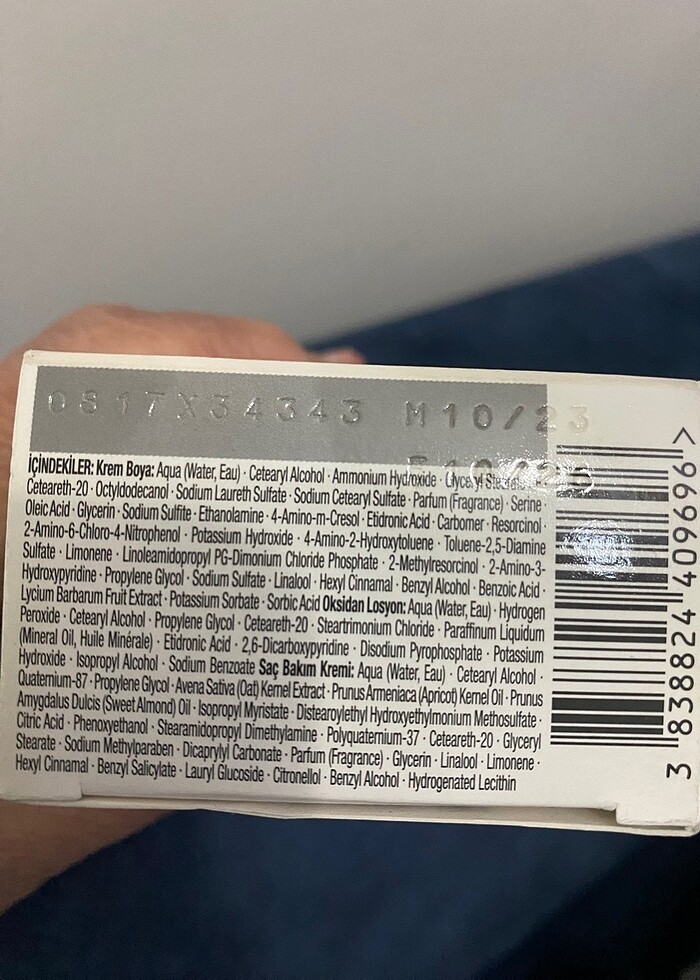 0817X34343 M10/23
E10/26
İÇİNDEKİLER: Krem Boya: Aqua (Water, Eau) · Cetearyl Alcohol · Ammonium Hydroxide · Glyceryl Stearate ·
Ceteareth-20 · Octyldodecanol · Sodium Laureth Sulfate · Sodium Cetearyl Sulfate · Parfum (Fragrance) · Serine ·
Oleic Acid · Glycerin · Sodium Sulfite · Ethanolamine · 4-Amino-m-Cresol · Etidronic Acid · Carbomer · Resorcinol ·
2-Amino-6-Chloro-4-Nitrophenol · Potassium Hydroxide · 4-Amino-2-Hydroxytoluene · Toluene-2,5-Diamine
Sulfate · Limonene · Linoleamidopropyl PG-Dimonium Chloride Phosphate · 2-Methylresorcinol · 2-Amino-3-
Hydroxypyridine · Propylene Glycol · Sodium Sulfate · Linalool · Hexyl Cinnamal · Benzyl Alcohol · Benzoic Acid ·
Lycium Barbarum Fruit Extract · Potassium Sorbate · Sorbic Acid Oksidan Losyon: Aqua (Water, Eau) · Hydrogen
Peroxide · Cetearyl Alcohol · Propylene Glycol · Ceteareth-20 · Steartrimonium Chloride · Paraffinum Liquidum
(Mineral Oil, Huile Minérale) · Etidronic Acid · 2,6-Dicarboxypyridine · Disodium Pyrophosphate · Potassium
Hydroxide · Isopropyl Alcohol · Sodium Benzoate Saç Bakım Kremi: Aqua (Water, Eau) · Cetearyl Alcohol ·
Quaternium-87 · Propylene Glycol · Avena Sativa (Oat) Kernel Extract · Prunus Armeniaca (Apricot) Kernel Oil · Prunus
Amygdalus Dulcis (Sweet Almond) Oil · Isopropyl Myristate · Distearoylethyl Hydroxyethylmonium Methosulfate ·
Citric Acid · Phenoxyethanol · Stearamidopropyl Dimethylamine · Polyquaternium-37 · Ceteareth-20 · Glyceryl
Stearate · Sodium Methylparaben · Dicaprylyl Carbonate · Parfum (Fragrance) · Glycerin · Linalool · Limonene ·
Hexyl Cinnamal · Benzyl Salicylate · Lauryl Glucoside · Citronellol · Benzyl Alcohol · Hydrogenated Lecithin
3 838824 409696 >